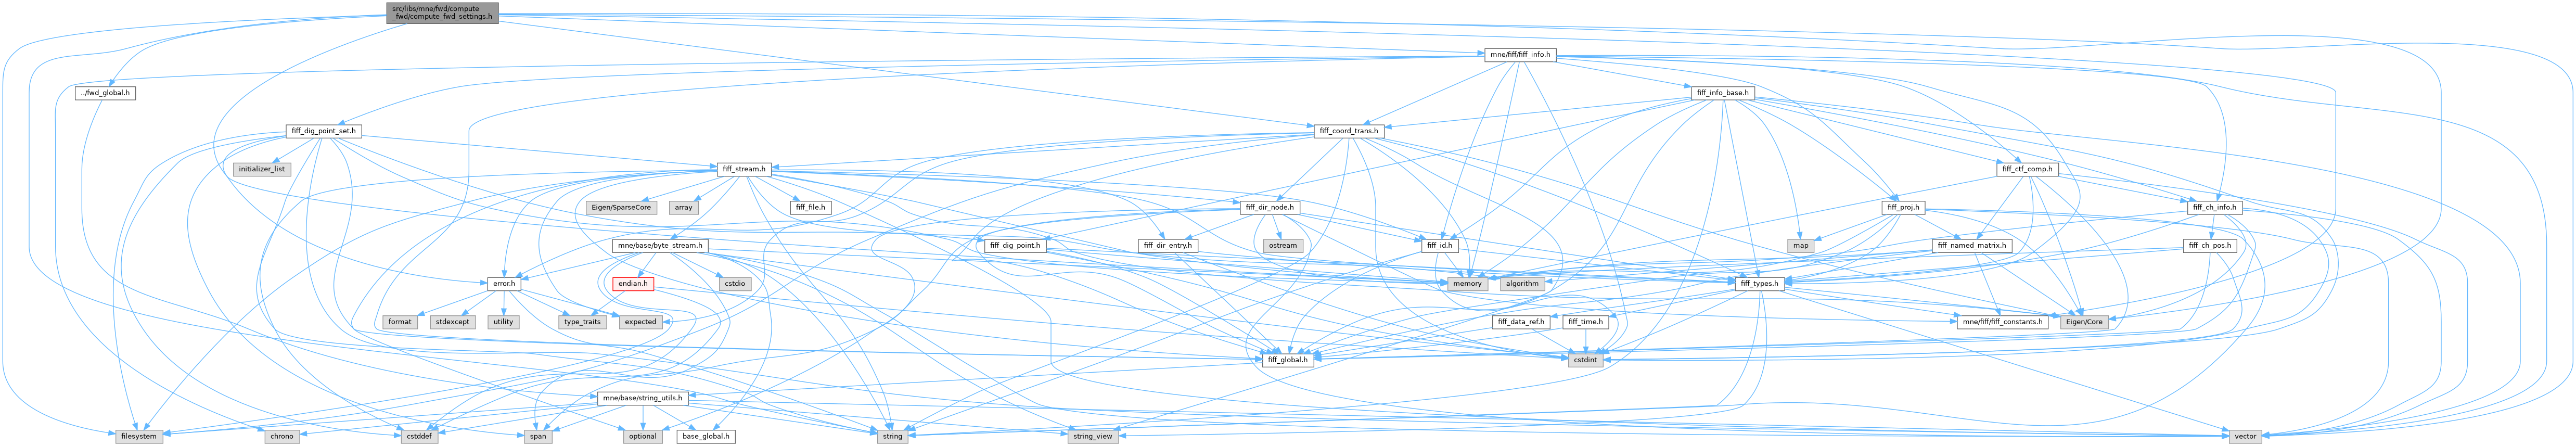 src/libs/mne/fwd/compute
_fwd/compute_fwd_settings.h
mne/fiff/fiff_info.h
../fwd_global.h
fiff_info_base.h
fiff_dig_point_set.h
fiff_coord_trans.h
initializer_list
fiff_stream.h
fiff_ctf_comp.h
Eigen/SparseCore
array
fiff_file.h
fiff_dir_node.h
fiff_proj.h
fiff_ch_info.h
mne/base/byte_stream.h
fiff_dig_point.h
fiff_dir_entry.h
ostream
fiff_id.h
map
fiff_named_matrix.h
fiff_ch_pos.h
error.h
endian.h
cstdio
memory
algorithm
fiff_types.h
format
stdexcept
utility
type_traits
expected
fiff_data_ref.h
fiff_time.h
mne/fiff/fiff_constants.h
Eigen/Core
fiff_global.h
cstdint
mne/base/string_utils.h
filesystem
chrono
cstddef
span
optional
base_global.h
string
string_view
vector